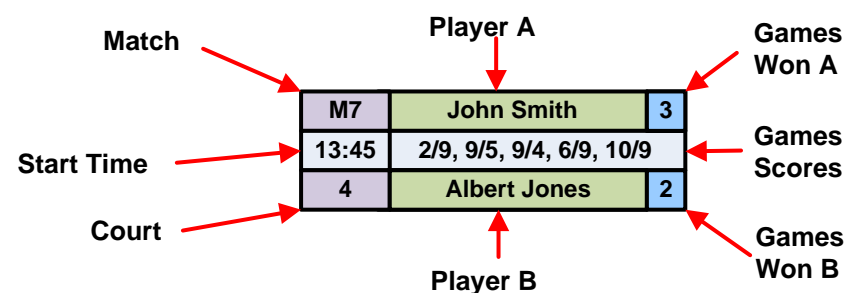 Match
Player A
Games
Won A
M7
John Smith
3
Start Time
13:45
2/9, 9/5, 9/4, 6/9, 10/9
Games
Scores
4
Albert Jones
2
Court
Player B
Games
Won B